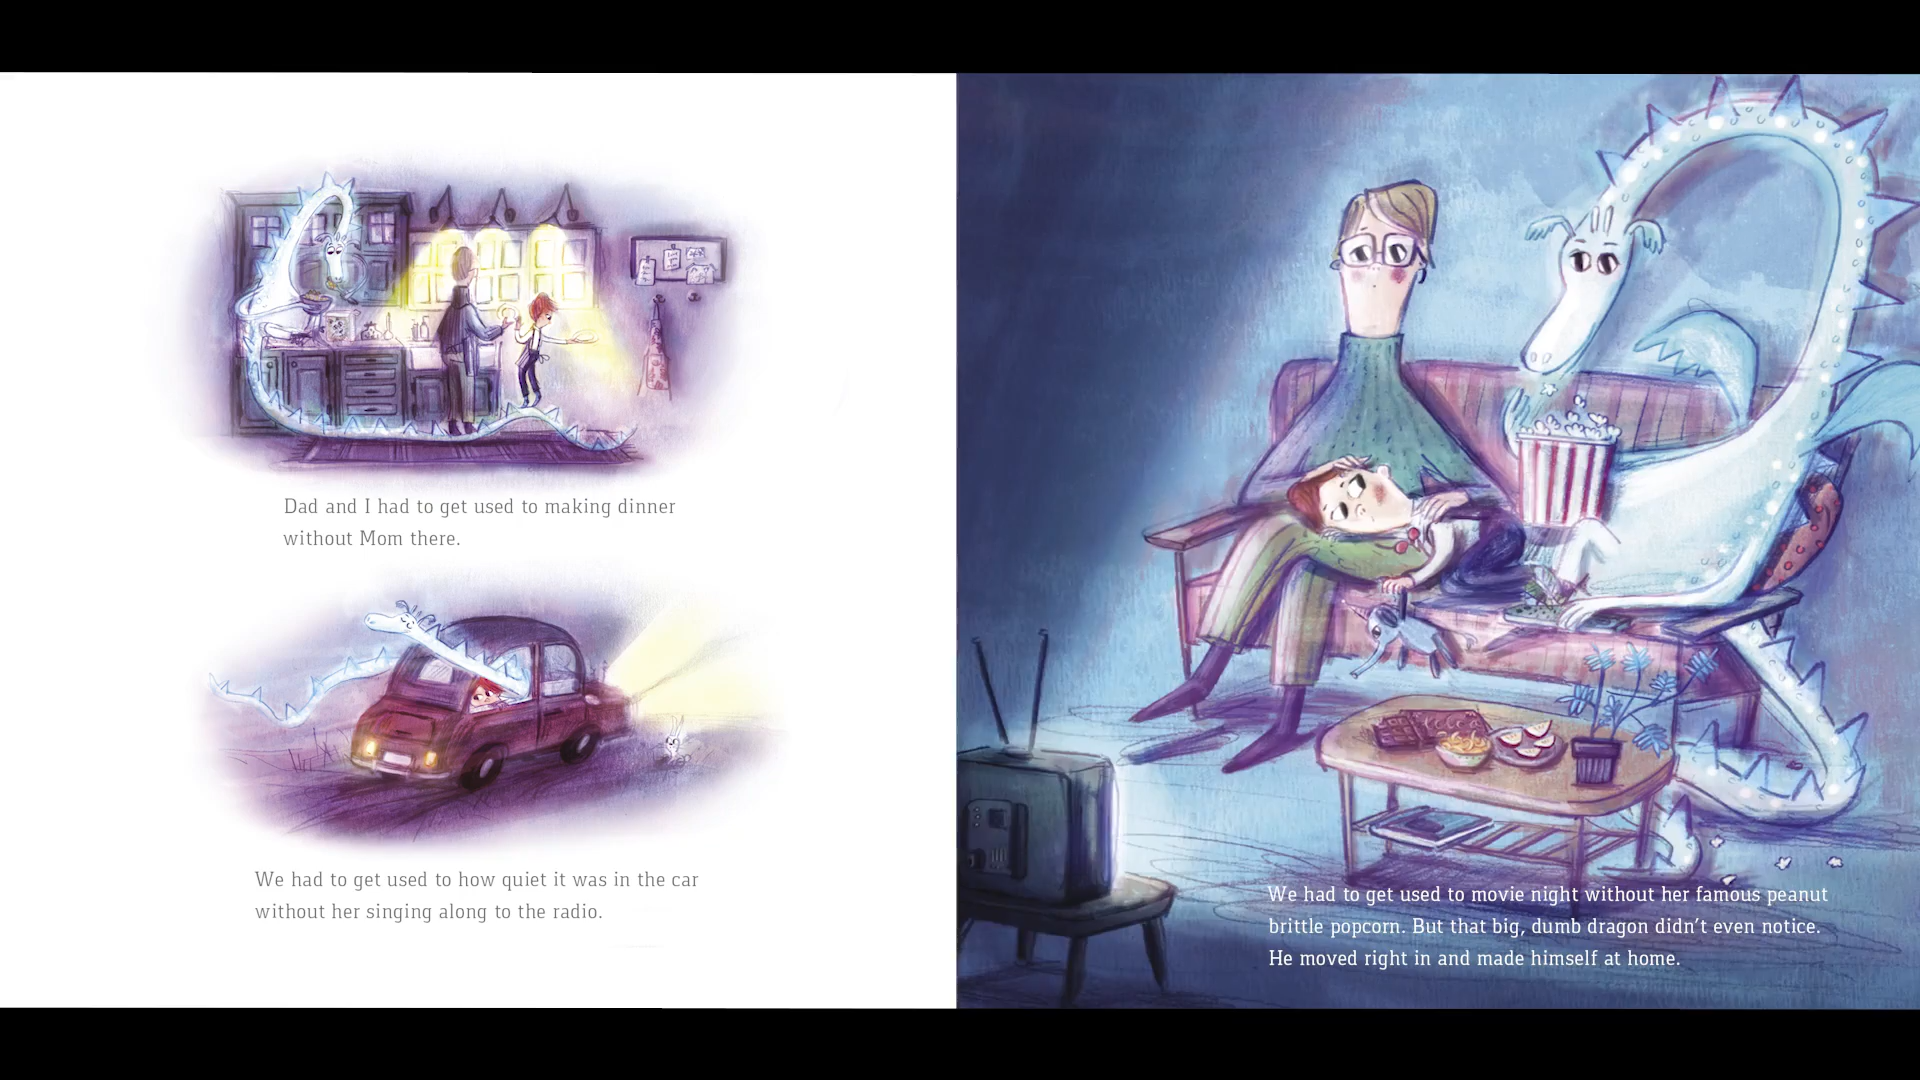 Dad and I had to get used to making dinner
without Mom there.
We had to get used to how quiet it was in the car
without her singing along to the radio.
We had to get used to movie night without her famous peanut
brittle popcorn. But that big, dumb dragon didn’t even notice.
He moved right in and made himself at home.